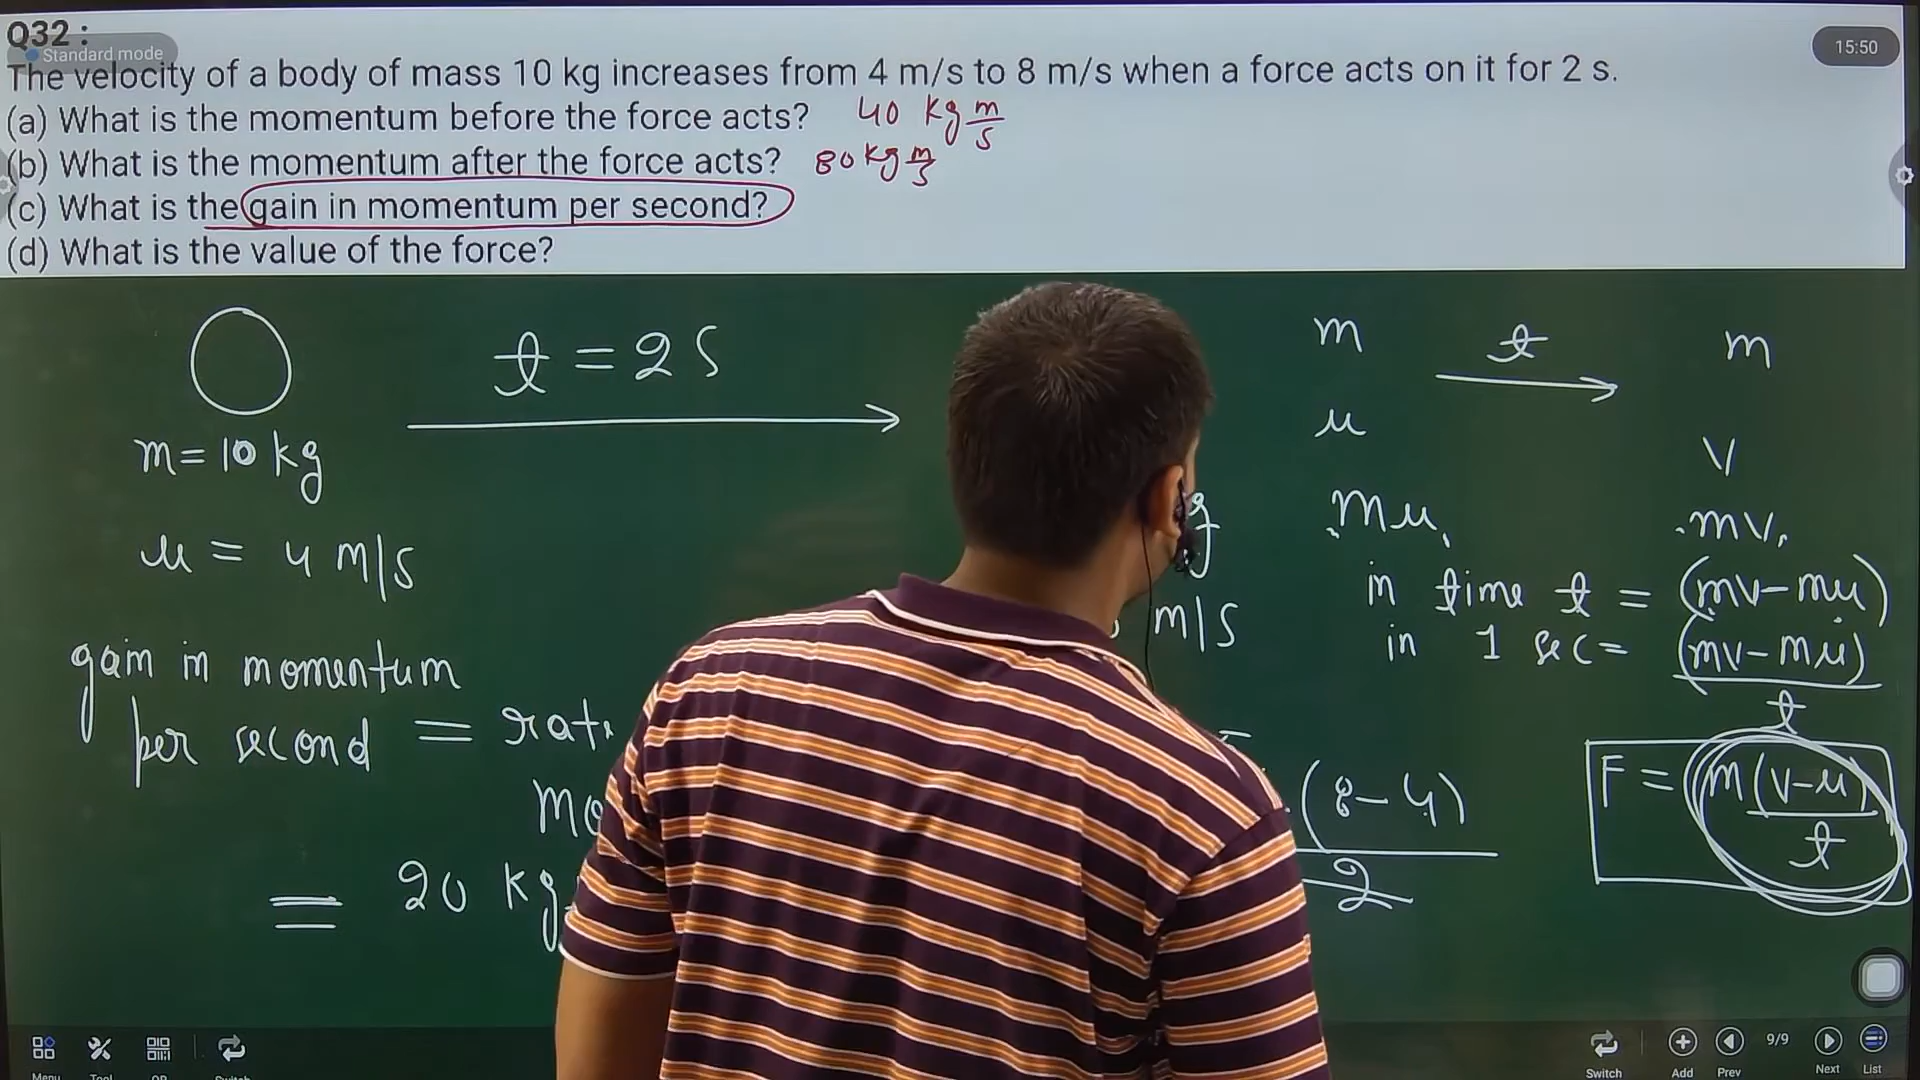 Q32 :
Standard mode
15:50
The velocity of a body of mass 10 kg increases from 4 m/s to 8 m/s when a force acts on it for 2 s.
(a) What is the momentum before the force acts? 40 kg m/s
(b) What is the momentum after the force acts? 80 kg m/s
(c) What is the gain in momentum per second?
(d) What is the value of the force?
t = 2 s
m = 10 kg
u = 4 m/s
gain in momentum
per second =
= 20 kg
m/s
(8-4)
2
m t m
u v
mu mv
in time t = (mv-mu)
in 1 sec = (mv-mu)
t
F = m(v-u)
t
Menu Tool QR Switch
Switch Add Prev 9/9 Next List